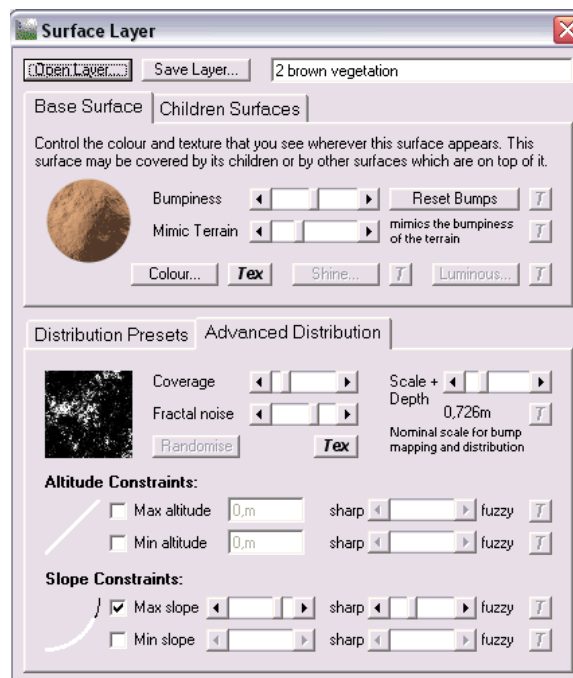 Surface Layer
Open Layer... Save Layer... 2 brown vegetation
Base Surface Children Surfaces
Control the colour and texture that you see wherever this surface appears. This
surface may be covered by its children or by other surfaces which are on top of it.
Bumpiness Reset Bumps T
Mimic Terrain mimics the bumpiness
of the terrain T
Colour... Tex Shine... T Luminous... T
Distribution Presets Advanced Distribution
Coverage Scale +
Depth
Fractal noise 0,726m T
Randomise Tex Nominal scale for bump
mapping and distribution
Altitude Constraints:
Max altitude 0,m sharp fuzzy T
Min altitude 0,m sharp fuzzy T
Slope Constraints:
Max slope sharp fuzzy T
Min slope sharp fuzzy T